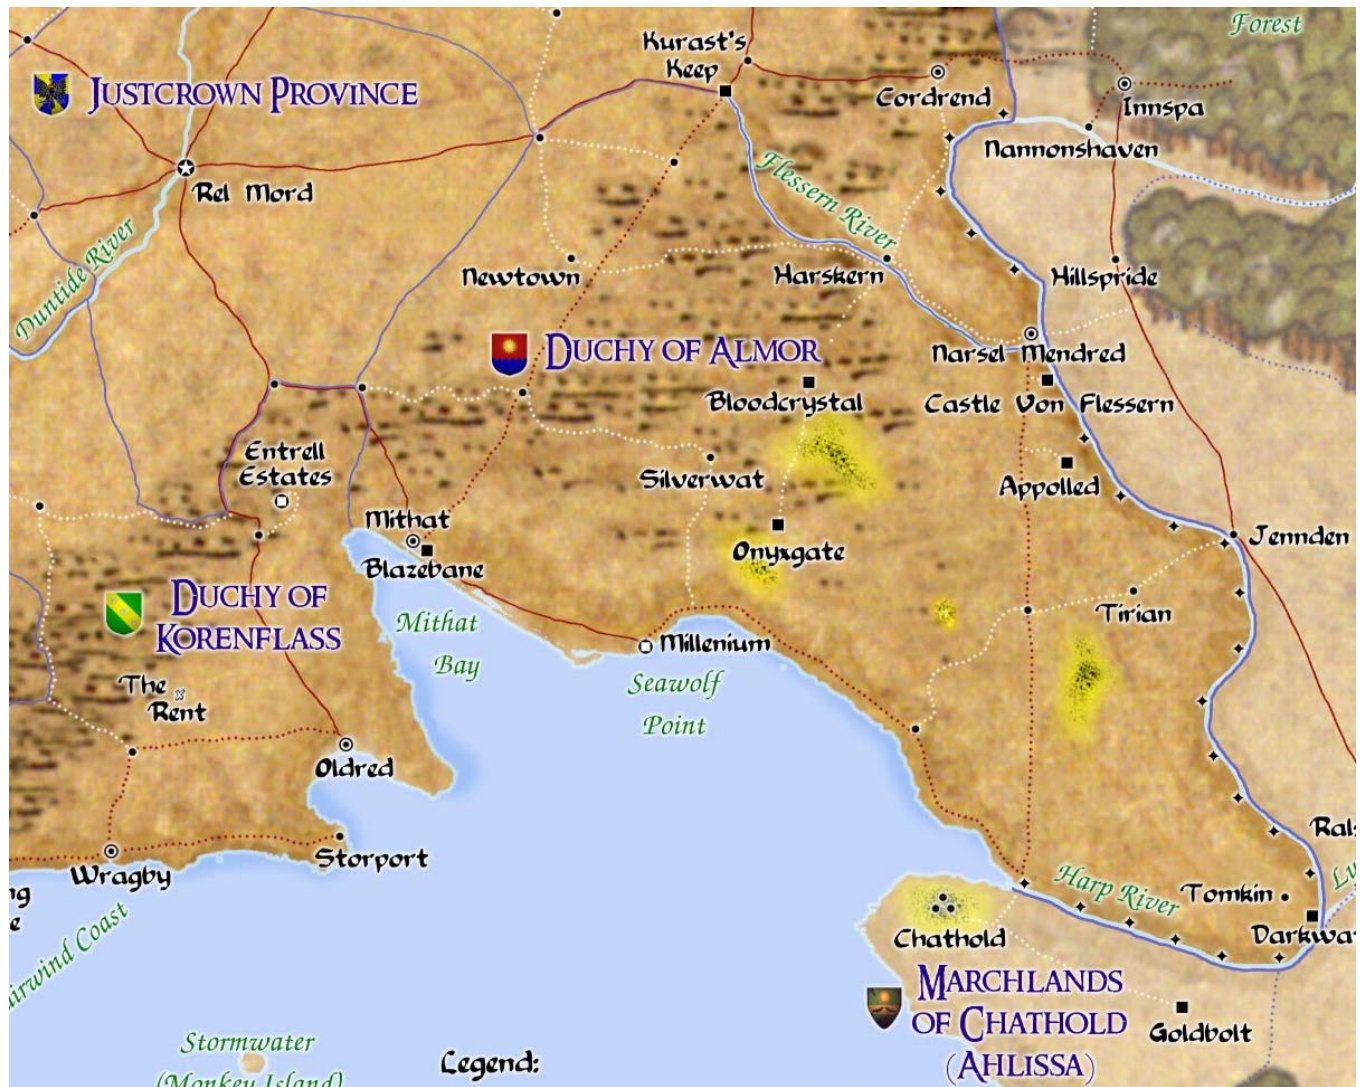 Forest
Kurast's
Keep
Justcrown Province
Cordrend
Innspa
Nannonshaven
Rel Mord
Flessern River
Duntide River
Newtown
Harskern
Hillspride
Duchy of Almor
Narsel Mendred
Bloodcrystal
Castle Von Flessern
Entrell
Estates
Silverwat
Appolled
Mithat
Onyxgate
Jennden
Blazebane
Duchy of
Korenflass
Mithat
Bay
Tirian
Millenium
Seawolf
Point
The
Rent
Oldred
Storport
Wragby
Harp River
Tomkin
Chathold
Marchlands
of Chathold
(Ahlissa)
Goldbolt
Stormwater
(Monkey Island)
Legend: